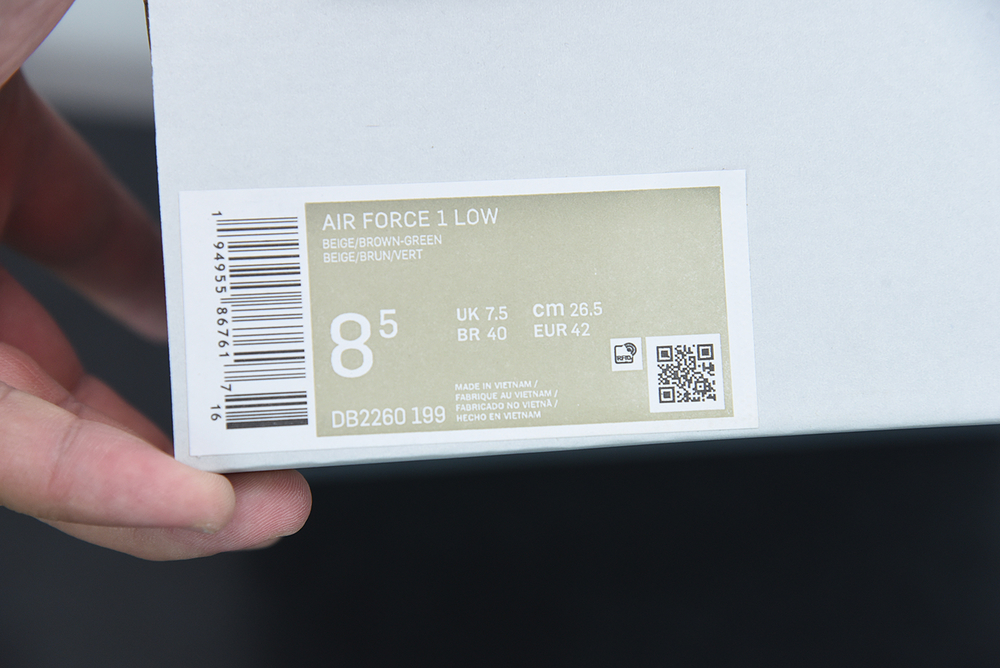 AIR FORCE 1 LOW
BEIGE/BROWN-GREEN
BEIGE/BRUN/VERT
8 5
UK 7.5 cm 26.5
BR 40 EUR 42
RFID
MADE IN VIETNAM /
FABRIQUE AU VIETNAM /
FABRICADO NO VIETNÃ /
HECHO EN VIETNAM
DB2260 199
1 94955 86761 7
16